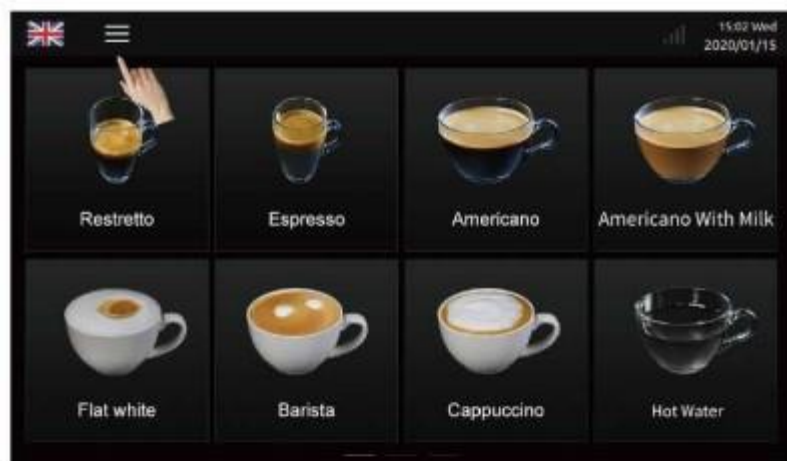 15:02 Wed
2020/01/15
Restretto
Espresso
Americano
Americano With Milk
Flat white
Barista
Cappuccino
Hot Water